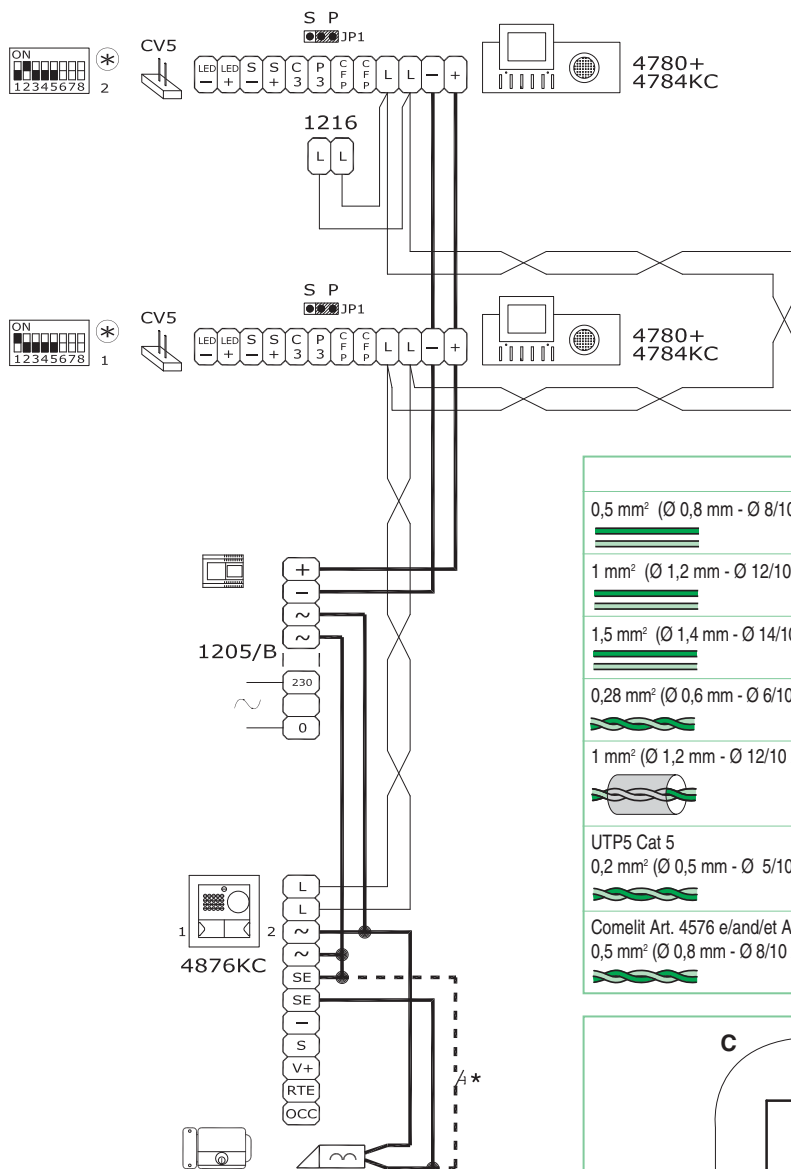 S P
JP1
ON
12345678
* 2
CV5
LED − LED + S − S + C 3 P 3 CFP CFP L L − +
4780+
4784KC
1216
L L
S P
JP1
ON
12345678
* 1
CV5
LED − LED + S − S + C 3 P 3 CFP CFP L L − +
4780+
4784KC
+
−
~
~
1205/B
230
0
0,5 mm² (Ø 0,8 mm - Ø 8/10
1 mm² (Ø 1,2 mm - Ø 12/10
1,5 mm² (Ø 1,4 mm - Ø 14/10
0,28 mm² (Ø 0,6 mm - Ø 6/10
1 mm² (Ø 1,2 mm - Ø 12/10
UTP5 Cat 5
0,2 mm² (Ø 0,5 mm - Ø 5/10
Comelit Art. 4576 e/and/et A
0,5 mm² (Ø 0,8 mm - Ø 8/10
1 2
4876KC
L
L
~
~
SE
SE
−
S
V+
RTE
OCC
*
C